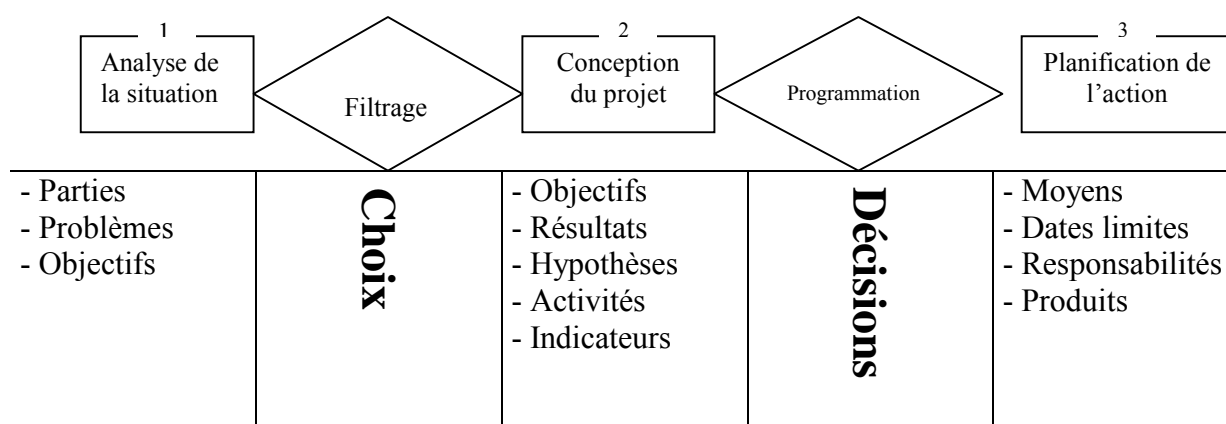 1
Analyse de
la situation
Filtrage
2
Conception
du projet
Programmation
3
Planification de
l’action
- Parties
- Problèmes
- Objectifs
Choix
- Objectifs
- Résultats
- Hypothèses
- Activités
- Indicateurs
Décisions
- Moyens
- Dates limites
- Responsabilités
- Produits